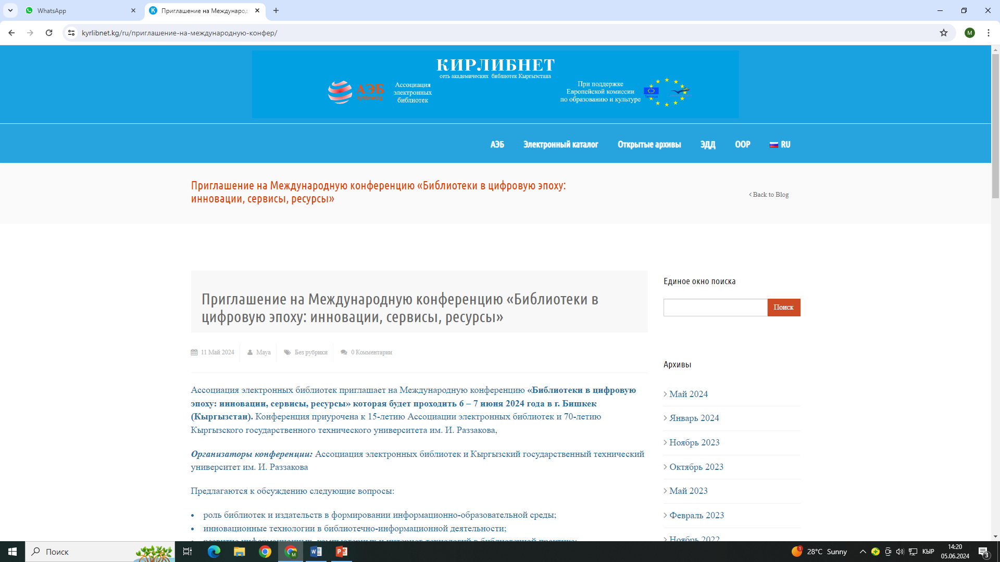 WhatsApp
Приглашение на Международ
kyrlibnet.kg/ru/приглашение-на-международную-конфер/
M
КИРЛИБНЕТ
сеть академических библиотек Кыргызстана
АЭБ
Ассоциация
электронных
библиотек
При поддержке
Европейской комиссии
по образованию и культуре
Tempus
АЭБ
Электронный каталог
Открытые архивы
ЭДД
ООР
RU
Приглашение на Международную конференцию «Библиотеки в цифровую эпоху:
инновации, сервисы, ресурсы»
Back to Blog
Приглашение на Международную конференцию «Библиотеки в
цифровую эпоху: инновации, сервисы, ресурсы»
11 Май 2024
Maya
Без рубрики
0 Комментарии
Ассоциация электронных библиотек приглашает на Международную конференцию «Библиотеки в цифровую
эпоху: инновации, сервисы, ресурсы» которая будет проходить 6 – 7 июня 2024 года в г. Бишкек
(Кыргызстан). Конференция приурочена к 15-летию Ассоциации электронных библиотек и 70-летию
Кыргызского государственного технического университета им. И. Раззакова,
Организаторы конференции: Ассоциация электронных библиотек и Кыргызский государственный технический
университет им. И. Раззакова
Предлагаются к обсуждению следующие вопросы:
• роль библиотек и издательств в формировании информационно-образовательной среды;
• инновационные технологии в библиотечно-информационной деятельности;
Единое окно поиска
Поиск
Архивы
Май 2024
Январь 2024
Ноябрь 2023
Октябрь 2023
Май 2023
Февраль 2023
Ноябрь 2022
Поиск
28°C Sunny
КЫР
14:20
05.06.2024
3